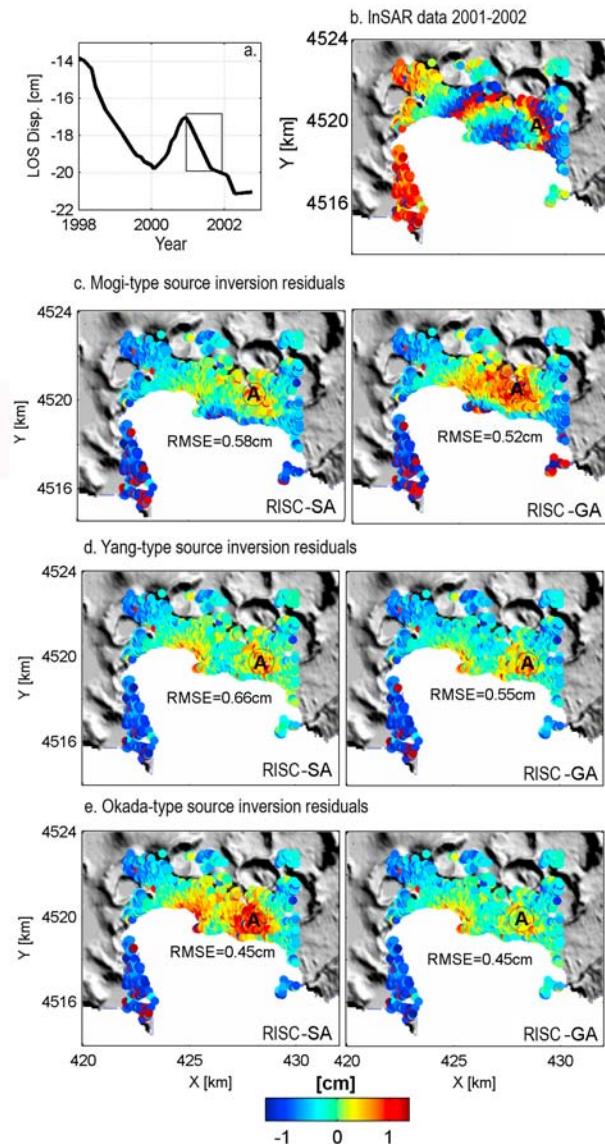 b. InSAR data 2001-2002
a.
LOS Disp. [cm]
-14
-16
-18
-20
-22
1998 2000 2002
Year
Y [km]
4524
4520
4516
A
c. Mogi-type source inversion residuals
Y [km]
4524
4520
4516
A
RMSE=0.58cm
RISC-SA
A
RMSE=0.52cm
RISC-GA
d. Yang-type source inversion residuals
Y [km]
4524
4520
4516
A
RMSE=0.66cm
RISC-SA
A
RMSE=0.55cm
RISC-GA
e. Okada-type source inversion residuals
Y [km]
4524
4520
4516
A
RMSE=0.45cm
RISC-SA
A
RMSE=0.45cm
RISC-GA
420 425 430 420 425 430
X [km]
[cm]
-1 0 1